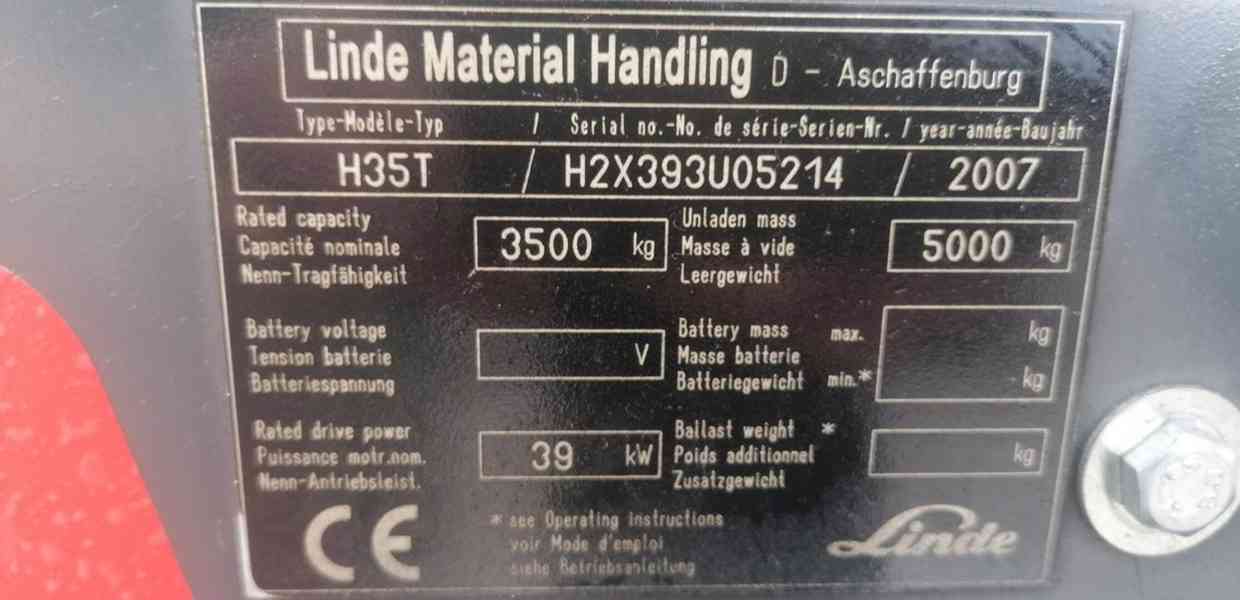 Linde Material Handling D - Aschaffenburg
Type-Modèle-Typ / Serial no.-No. de série-Serien-Nr. / year-année-Baujahr
H35T / H2X393U05214 / 2007
Rated capacity
Capacité nominale
Nenn-Tragfähigkeit
3500 kg
Unladen mass
Masse à vide
Leergewicht
5000 kg
Battery voltage
Tension batterie
Batteriespannung
V
Battery mass max. kg
Masse batterie
Batteriegewicht min.* kg
Rated drive power
Puissance motr.nom.
Nenn-Antriebsleist.
39 kW
Ballast weight *
Poids additionnel
Zusatzgewicht
kg
CE
* see Operating instructions
voir Mode d'emploi
siehe Betriebsanleitung
Linde